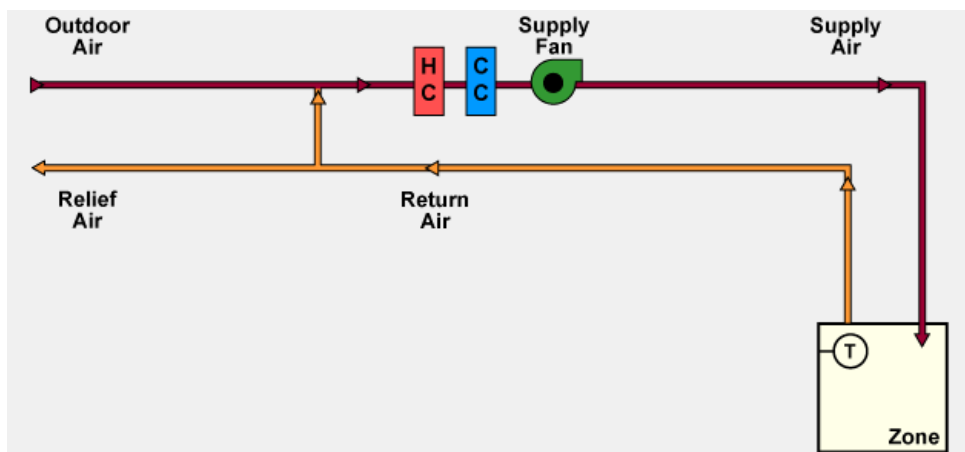 Outdoor
Air
Supply
Fan
Supply
Air
H
C
C
C
Relief
Air
Return
Air
T
Zone